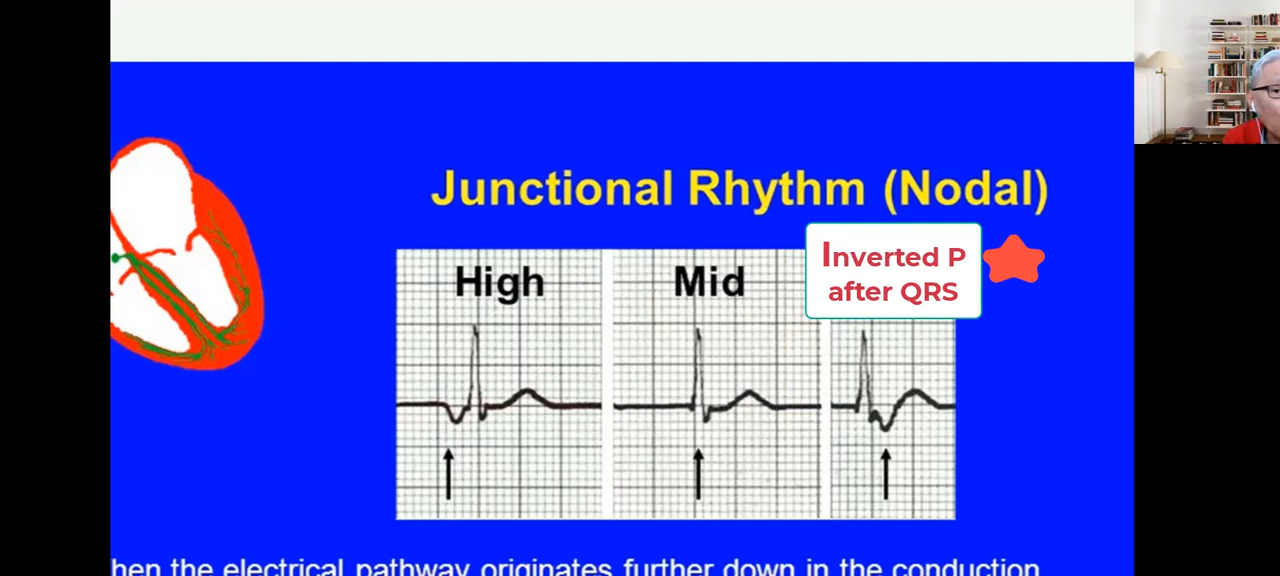 Junctional Rhythm (Nodal)
High
Mid
Inverted P
after QRS
hen the electrical pathway originates further down in the conduction